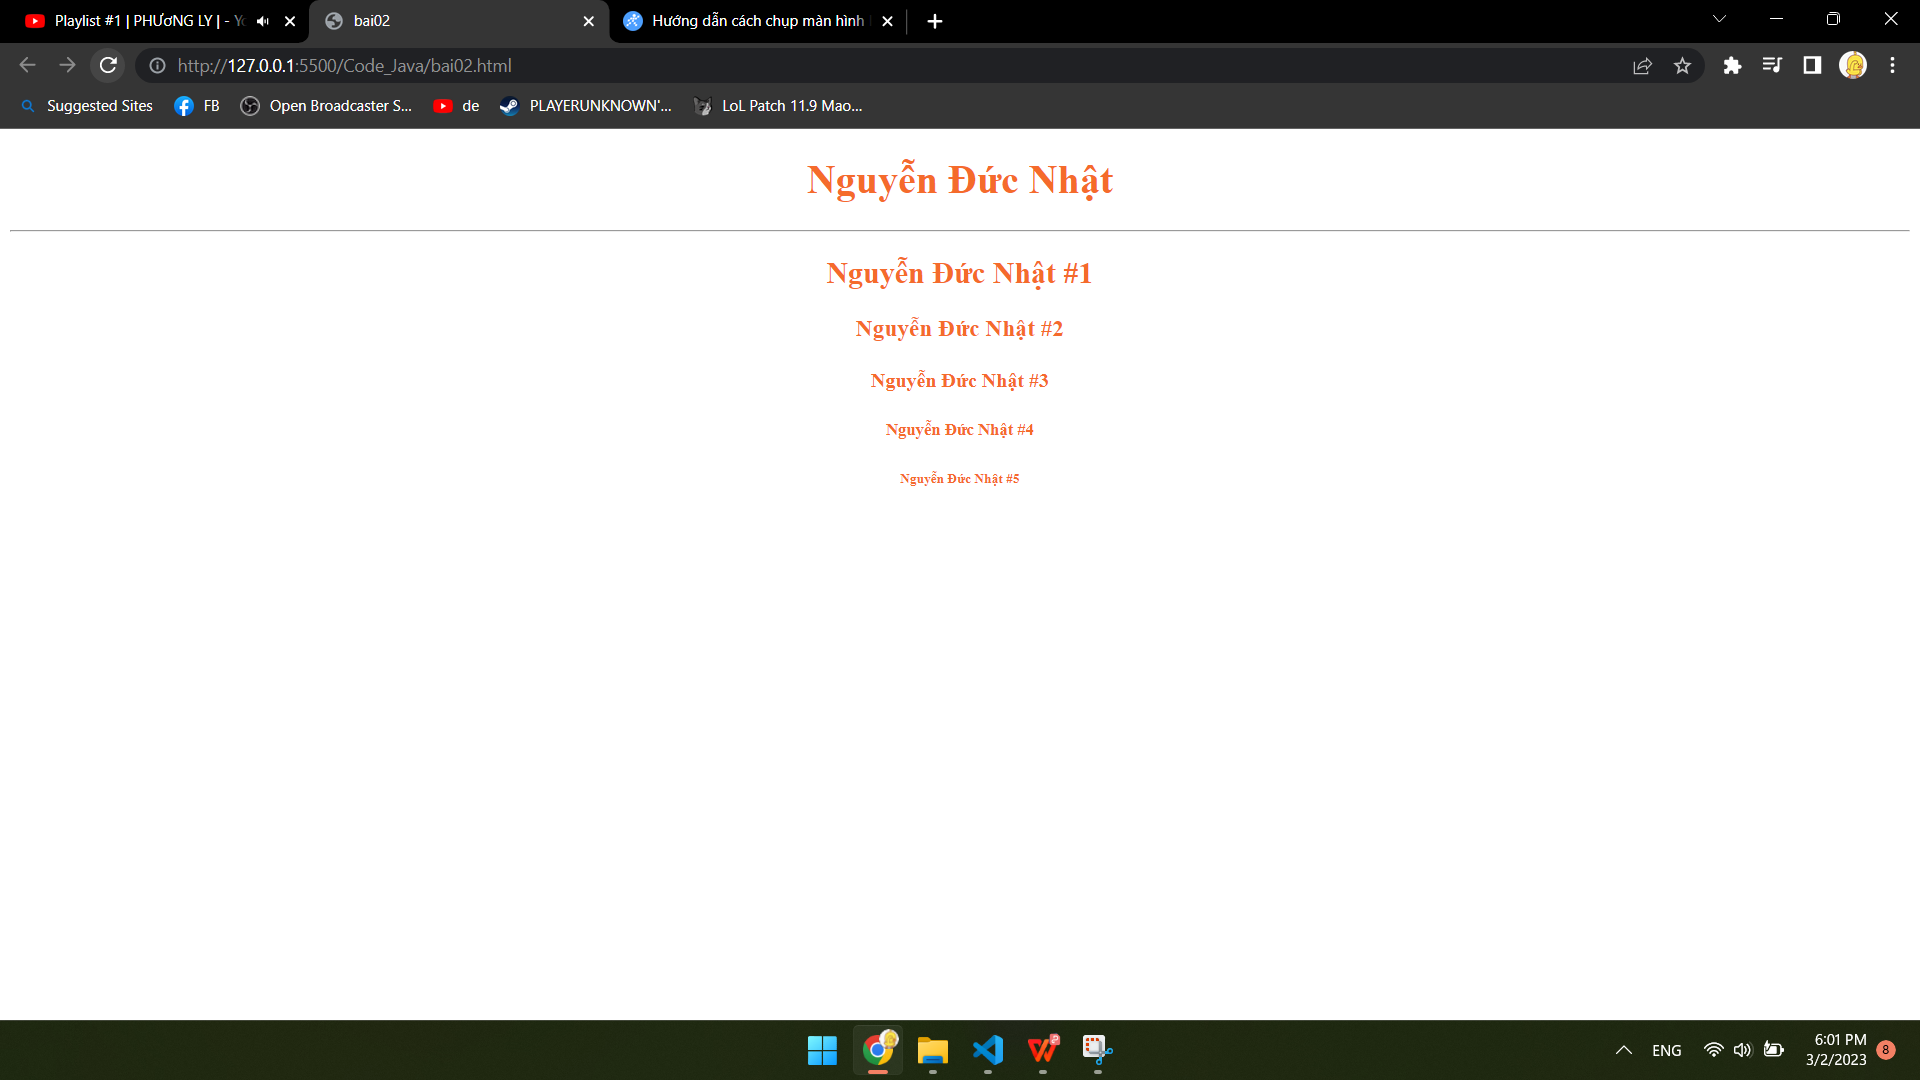 Playlist #1 | PHƯơNG LY | - Yo
bai02
Hướng dẫn cách chụp màn hình
http://127.0.0.1:5500/Code_Java/bai02.html
Suggested Sites
FB
Open Broadcaster S...
de
PLAYERUNKNOWN'...
LoL Patch 11.9 Mao...
Nguyễn Đức Nhật
Nguyễn Đức Nhật #1
Nguyễn Đức Nhật #2
Nguyễn Đức Nhật #3
Nguyễn Đức Nhật #4
Nguyễn Đức Nhật #5
ENG
6:01 PM
3/2/2023
8